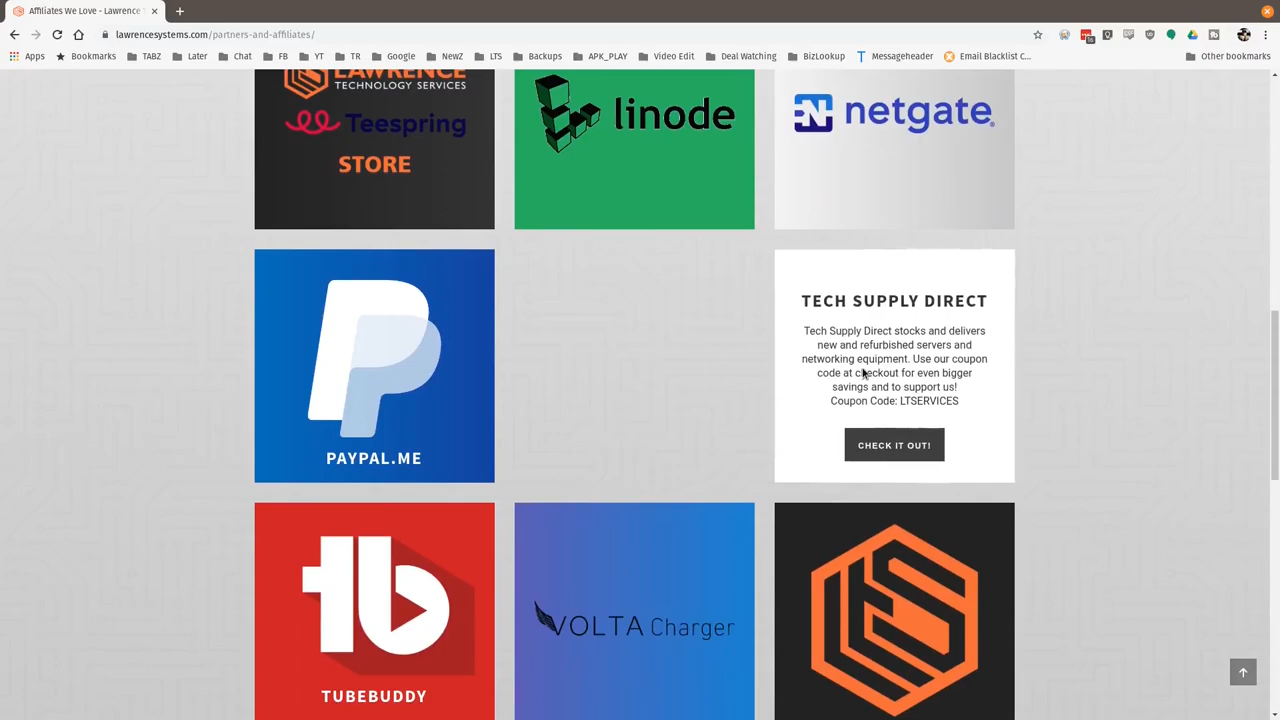 Affiliates We Love - Lawrence T
lawrencesystems.com/partners-and-affiliates/
Apps
Bookmarks
TABZ
Later
Chat
FB
YT
TR
Google
NewZ
LTS
Backups
APK_PLAY
Video Edit
Deal Watching
BizLookup
Messageheader
Email Blacklist C...
Other bookmarks
LAWRENCE
TECHNOLOGY SERVICES
Teespring
STORE
linode
netgate
PAYPAL.ME
TECH SUPPLY DIRECT
Tech Supply Direct stocks and delivers
new and refurbished servers and
networking equipment. Use our coupon
code at checkout for even bigger
savings and to support us!
Coupon Code: LTSERVICES
CHECK IT OUT!
tb
TUBEBUDDY
VOLTA Charger